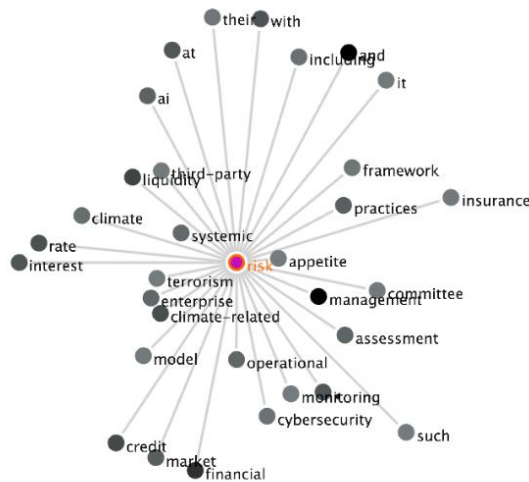 their
with
at
including
and
it
ai
third-party
liquidity
framework
insurance
practices
climate
systemic
rate
interest
risk
appetite
terrorism
enterprise
management
committee
climate-related
assessment
model
operational
monitoring
.
cybersecurity
such
credit
market
financial